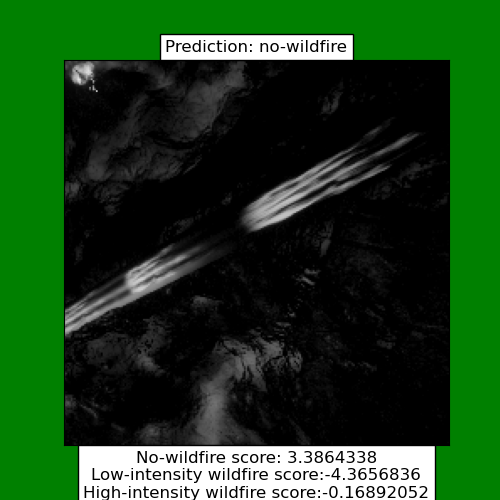 Prediction: no-wildfire
No-wildfire score: 3.3864338
Low-intensity wildfire score:-4.3656836
High-intensity wildfire score:-0.16892052